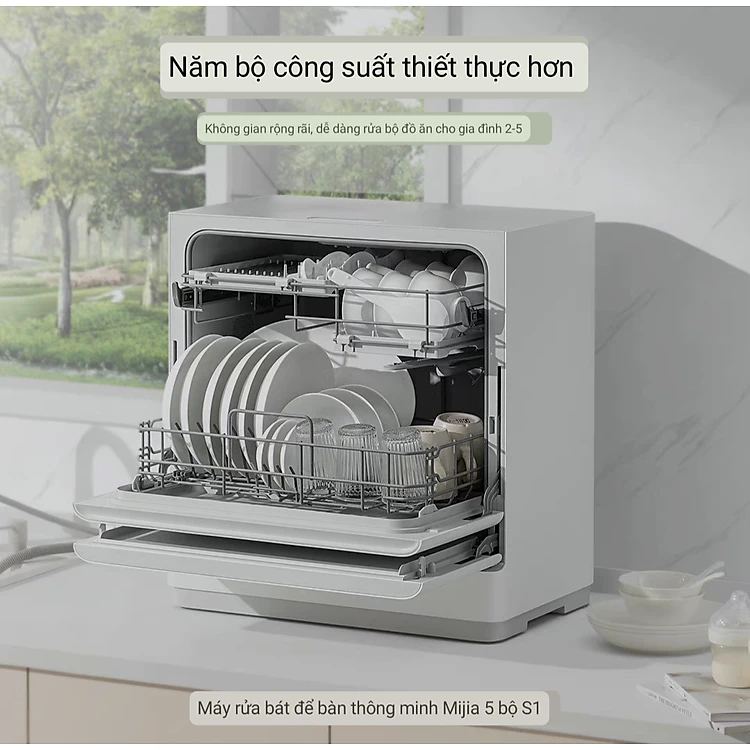 Năm bộ công suất thiết thực hơn
Không gian rộng rãi, dễ dàng rửa bộ đồ ăn cho gia đình 2-5
Máy rửa bát để bàn thông minh Mijia 5 bộ S1